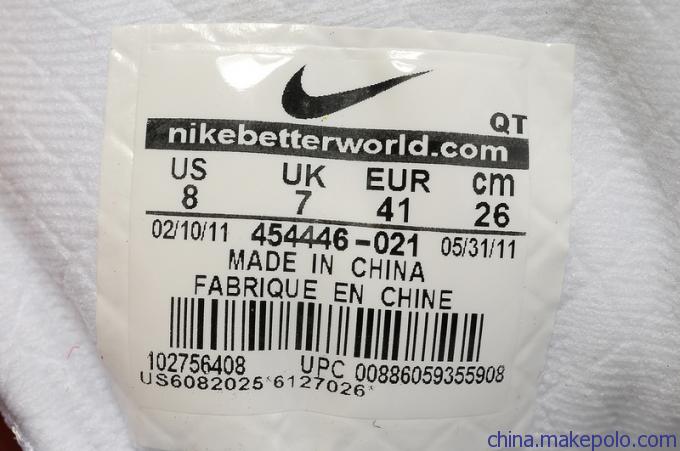 QT
nikebetterworld.com
US UK EUR cm
8 7 41 26
02/10/11 454446-021 05/31/11
MADE IN CHINA
FABRIQUE EN CHINE
102756408 UPC 00886059355908
US6082025*6127026*
china.makepolo.com